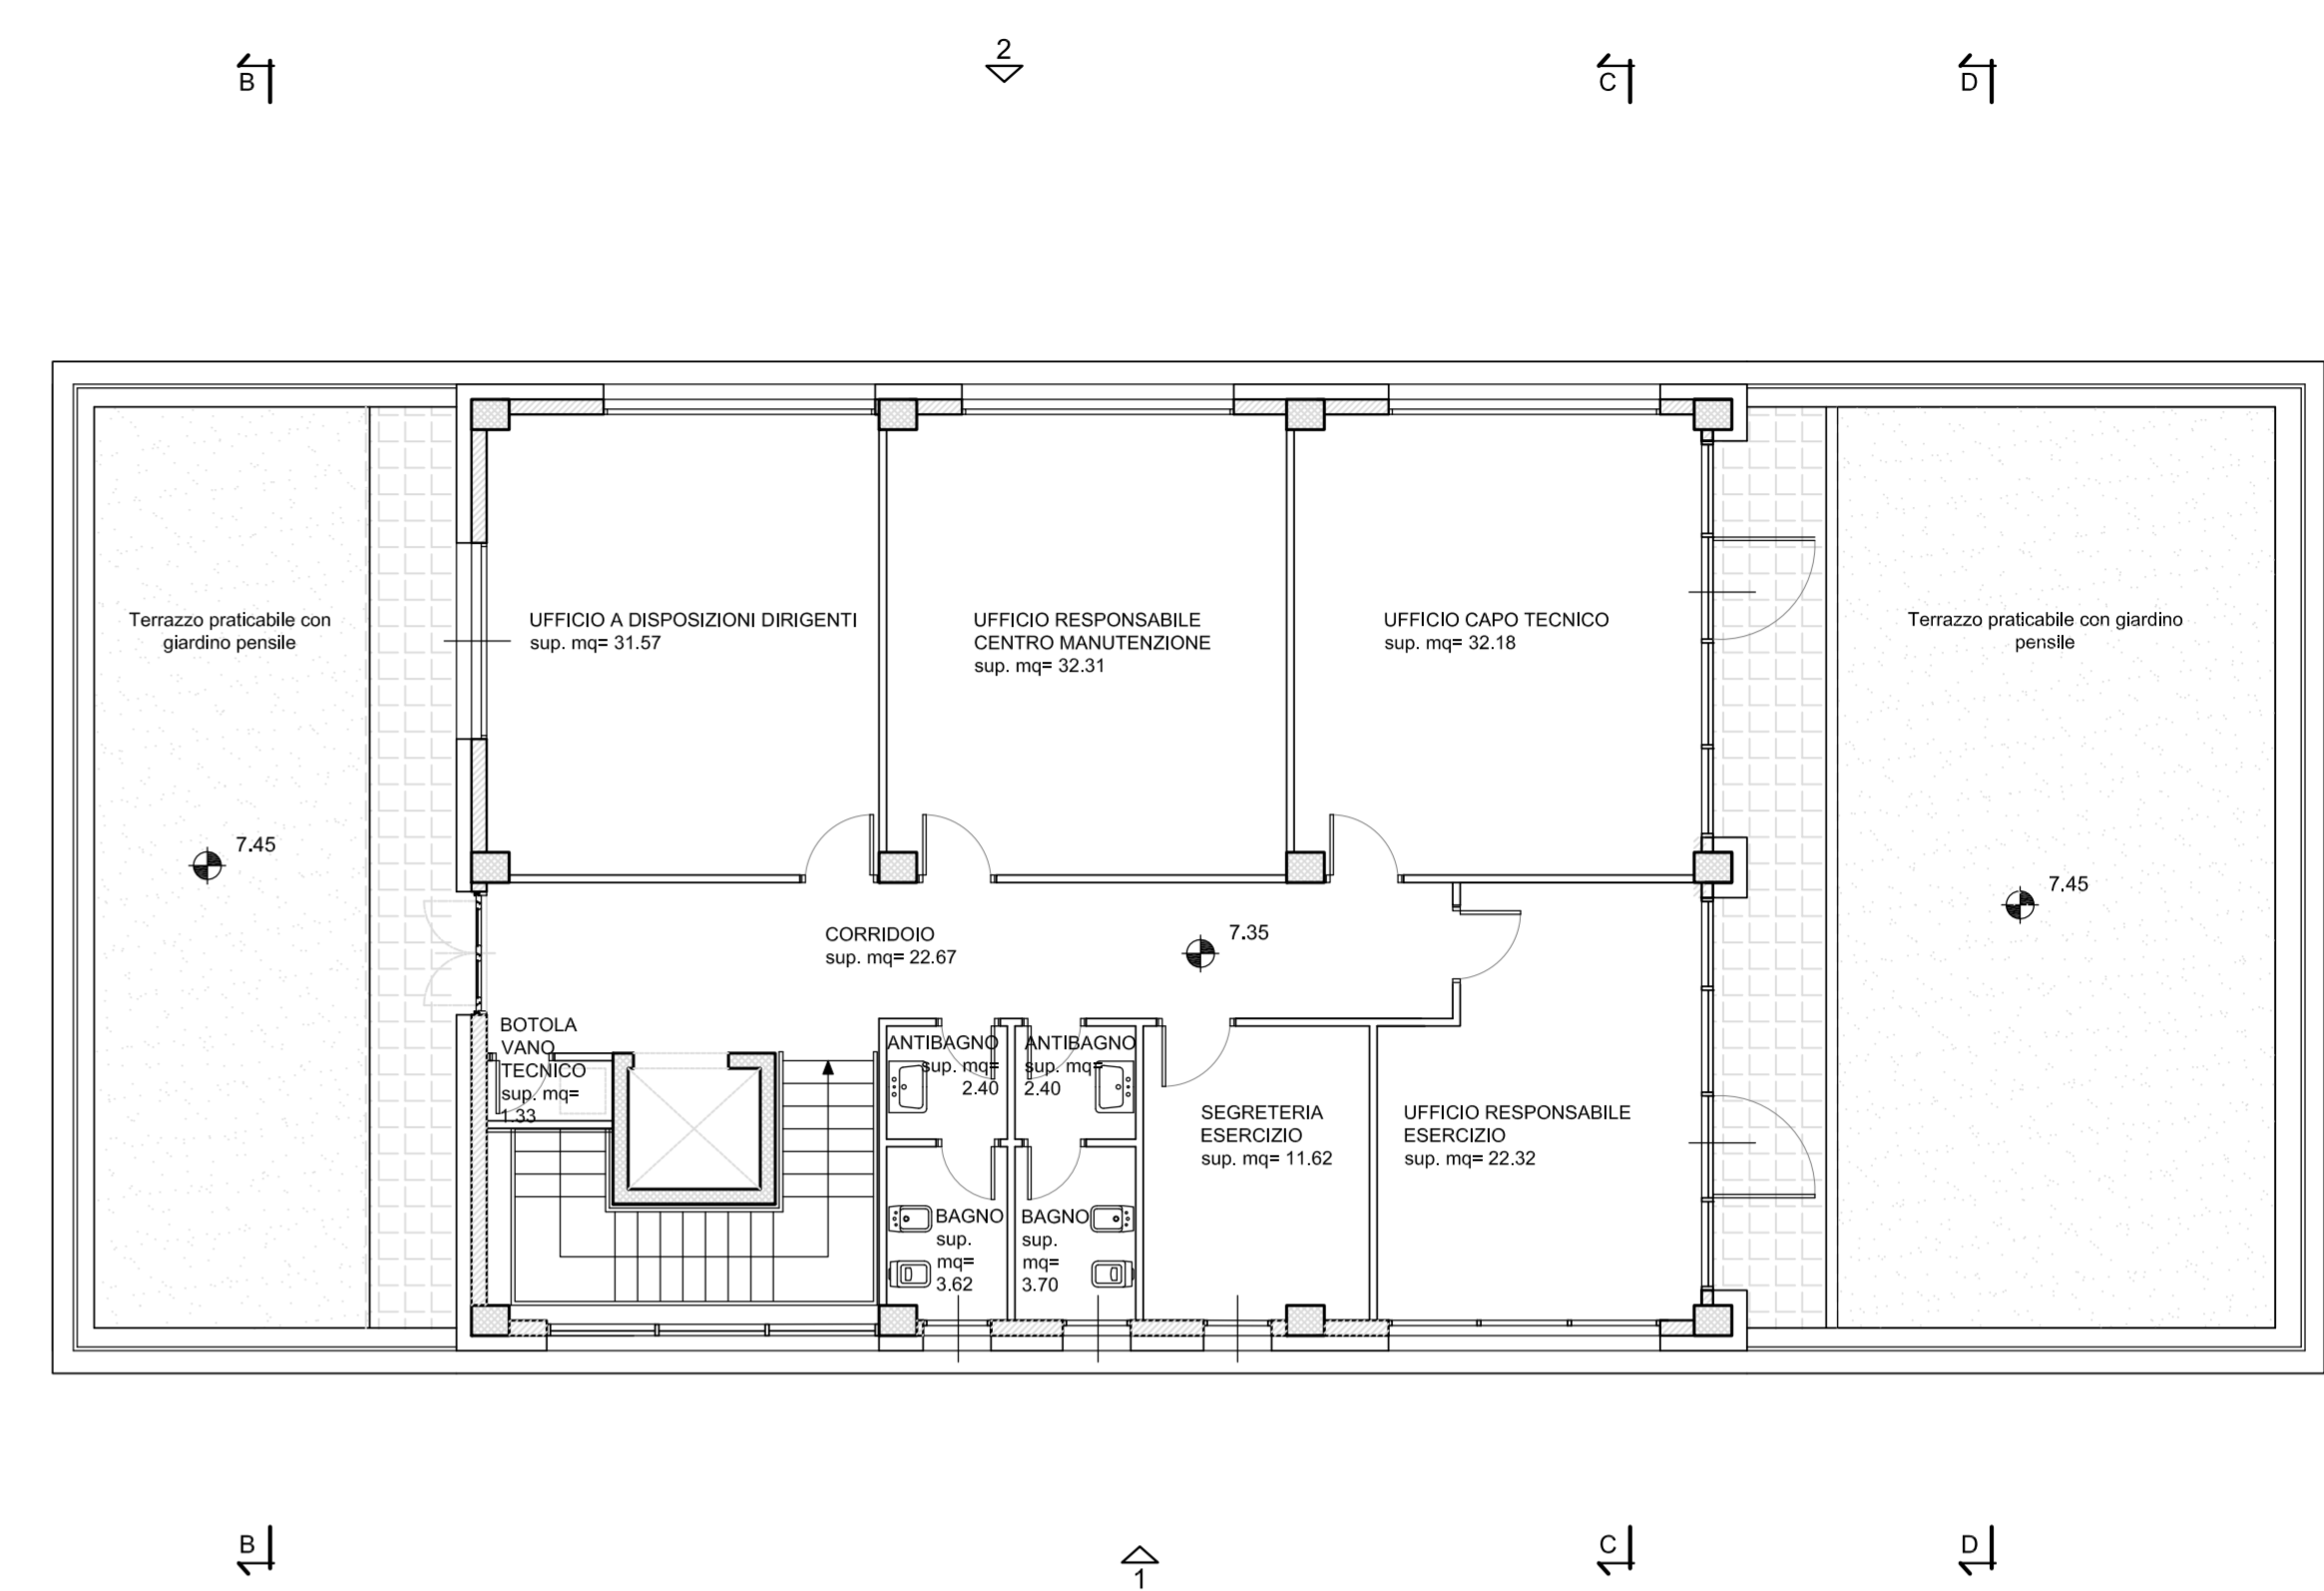 B
2
C
D
Terrazzo praticabile con
giardino pensile
7.45
UFFICIO A DISPOSIZIONI DIRIGENTI
sup. mq= 31.57
UFFICIO RESPONSABILE
CENTRO MANUTENZIONE
sup. mq= 32.31
UFFICIO CAPO TECNICO
sup. mq= 32.18
Terrazzo praticabile con giardino
pensile
7.45
CORRIDOIO
sup. mq= 22.67
7.35
BOTOLA
VANO
TECNICO
sup. mq=
1.33
ANTIBAGNO
sup. mq=
2.40
ANTIBAGNO
sup. mq=
2.40
SEGRETERIA
ESERCIZIO
sup. mq= 11.62
UFFICIO RESPONSABILE
ESERCIZIO
sup. mq= 22.32
BAGNO
sup.
mq=
3.62
BAGNO
sup.
mq=
3.70
B
1
C
D